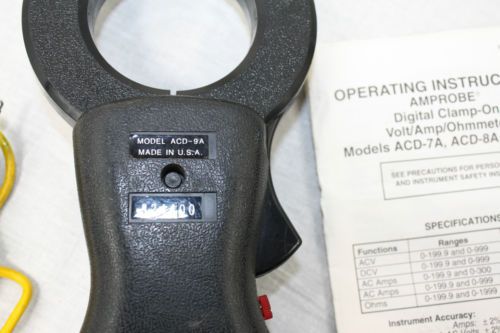 MODEL ACD-9A
MADE IN U.S.A.
OPERATING INSTRUC
AMPROBE®
Digital Clamp-On
Volt/Amp/Ohmmete
Models ACD-7A, ACD-8A
SEE PRECAUTIONS FOR PERSO
AND INSTRUMENT SAFETY INS
SPECIFICATIONS
Functions Ranges
ACV 0-199.9 and 0-999
DCV 0-199.9 and 0-999
AC Amps 0-199.9 and 0-300
AC Amps 0-199.9 and 0-999
Ohms 0-199.9 and 0-1999
Instrument Accuracy:
Amps: ±2%